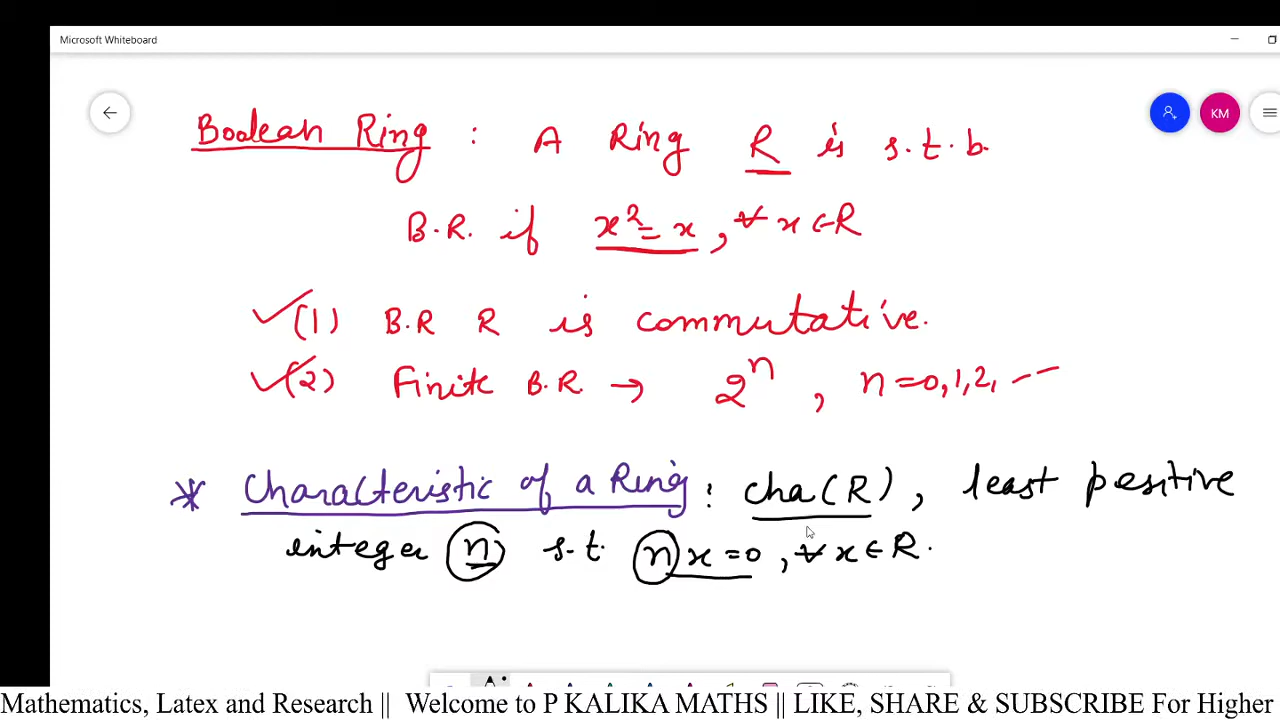 Microsoft Whiteboard
KM
Boolean Ring : A Ring R is s.t.b.
B.R. if x² = x, ∀ x ∈ R
✓(1) B.R R is commutative.
✓(2) Finite B.R. → 2ⁿ, n=0,1,2, ---
* Characteristic of a Ring : cha(R), least positive
integer n s.t. nx=0, ∀ x ∈ R.
Mathematics, Latex and Research || Welcome to P KALIKA MATHS || LIKE, SHARE & SUBSCRIBE For Higher